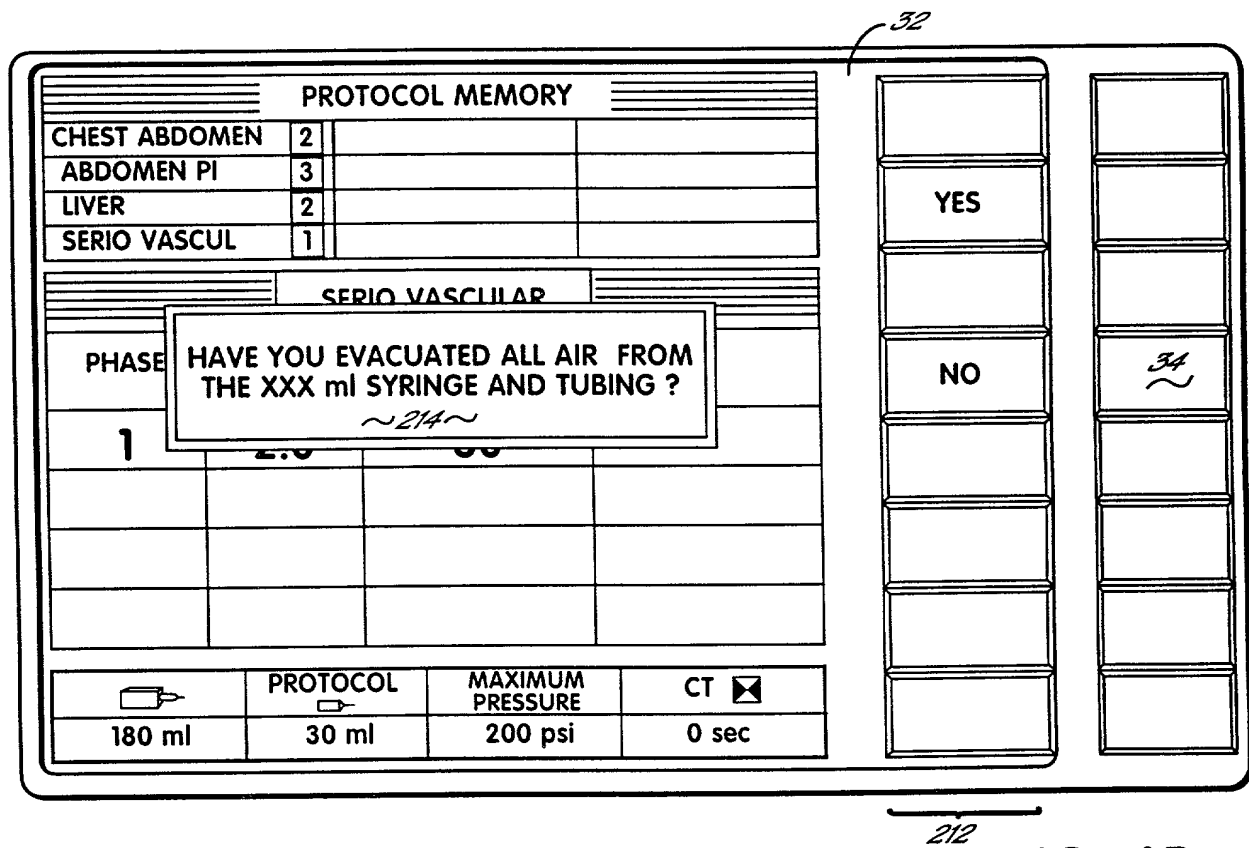 32
PROTOCOL MEMORY
CHEST ABDOMEN 2
ABDOMEN PI 3
LIVER 2
SERIO VASCUL 1
SERIO VASCULAR
PHASE
HAVE YOU EVACUATED ALL AIR FROM
THE XXX ml SYRINGE AND TUBING ?
~214~
1
YES
NO
34
PROTOCOL
MAXIMUM
PRESSURE
CT
180 ml
30 ml
200 psi
0 sec
212